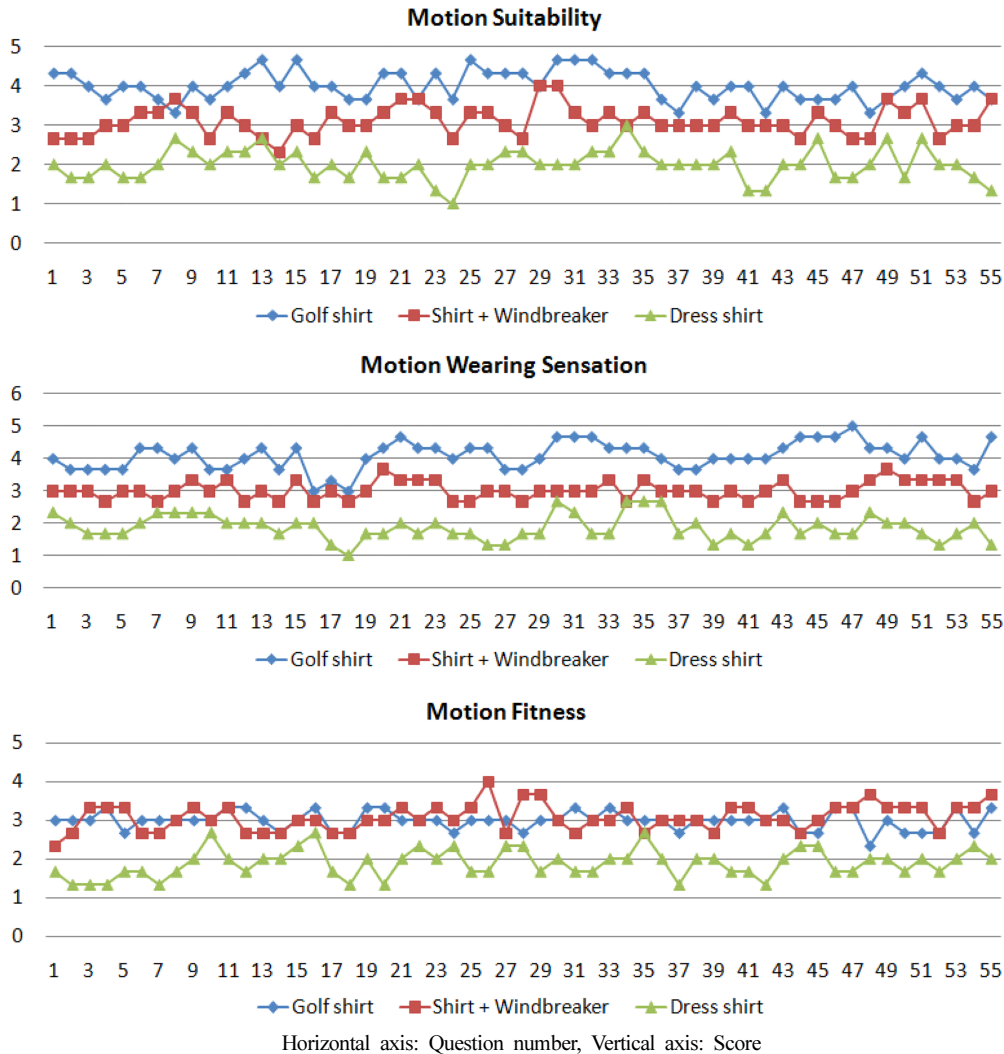 Motion Suitability
5
4
3
2
1
0
1 3 5 7 9 11 13 15 17 19 21 23 25 27 29 31 33 35 37 39 41 43 45 47 49 51 53 55
Golf shirt Shirt + Windbreaker Dress shirt
Motion Wearing Sensation
6
5
4
3
2
1
0
1 3 5 7 9 11 13 15 17 19 21 23 25 27 29 31 33 35 37 39 41 43 45 47 49 51 53 55
Golf shirt Shirt + Windbreaker Dress shirt
Motion Fitness
5
4
3
2
1
0
1 3 5 7 9 11 13 15 17 19 21 23 25 27 29 31 33 35 37 39 41 43 45 47 49 51 53 55
Golf shirt Shirt + Windbreaker Dress shirt
Horizontal axis: Question number, Vertical axis: Score